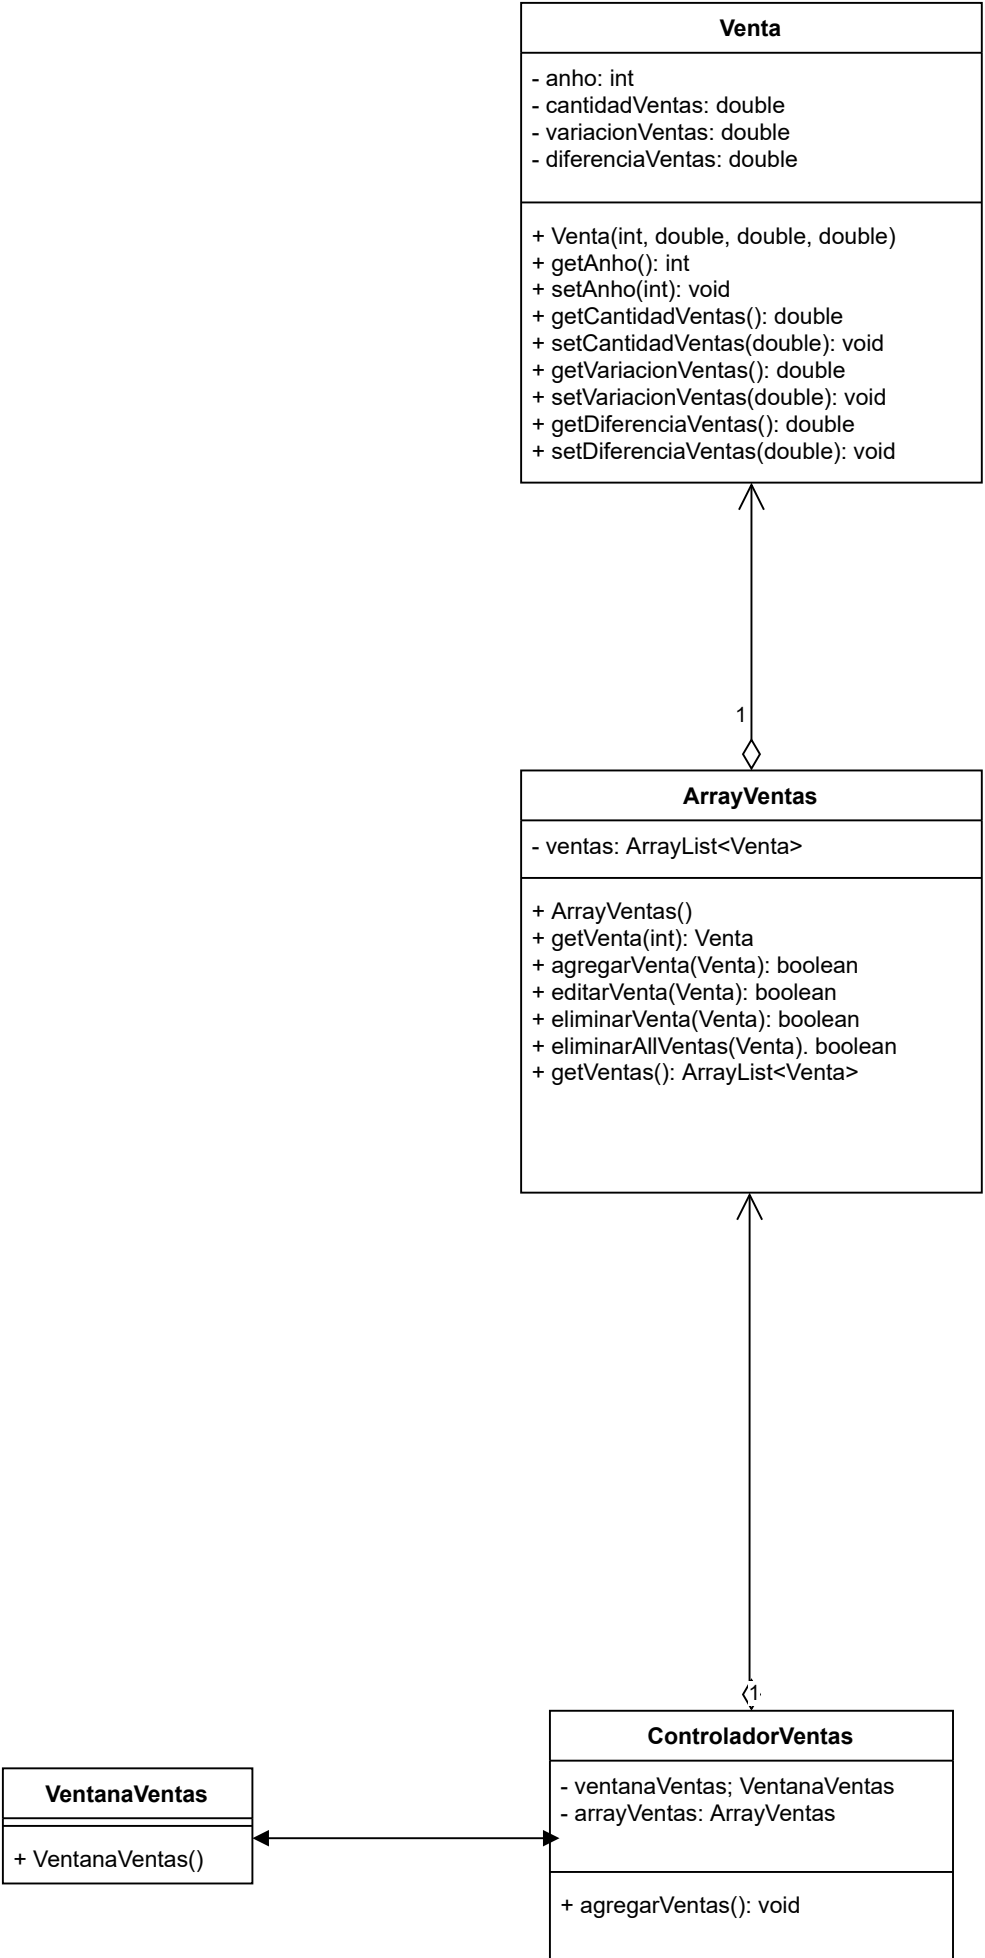 Venta
- anho: int
- cantidadVentas: double
- variacionVentas: double
- diferenciaVentas: double
+ Venta(int, double, double, double)
+ getAnho(): int
+ setAnho(int): void
+ getCantidadVentas(): double
+ setCantidadVentas(double): void
+ getVariacionVentas(): double
+ setVariacionVentas(double): void
+ getDiferenciaVentas(): double
+ setDiferenciaVentas(double): void
1
ArrayVentas
- ventas: ArrayList<Venta>
+ ArrayVentas()
+ getVenta(int): Venta
+ agregarVenta(Venta): boolean
+ editarVenta(Venta): boolean
+ eliminarVenta(Venta): boolean
+ eliminarAllVentas(Venta). boolean
+ getVentas(): ArrayList<Venta>
1
ControladorVentas
- ventanaVentas; VentanaVentas
- arrayVentas: ArrayVentas
+ agregarVentas(): void
VentanaVentas
+ VentanaVentas()